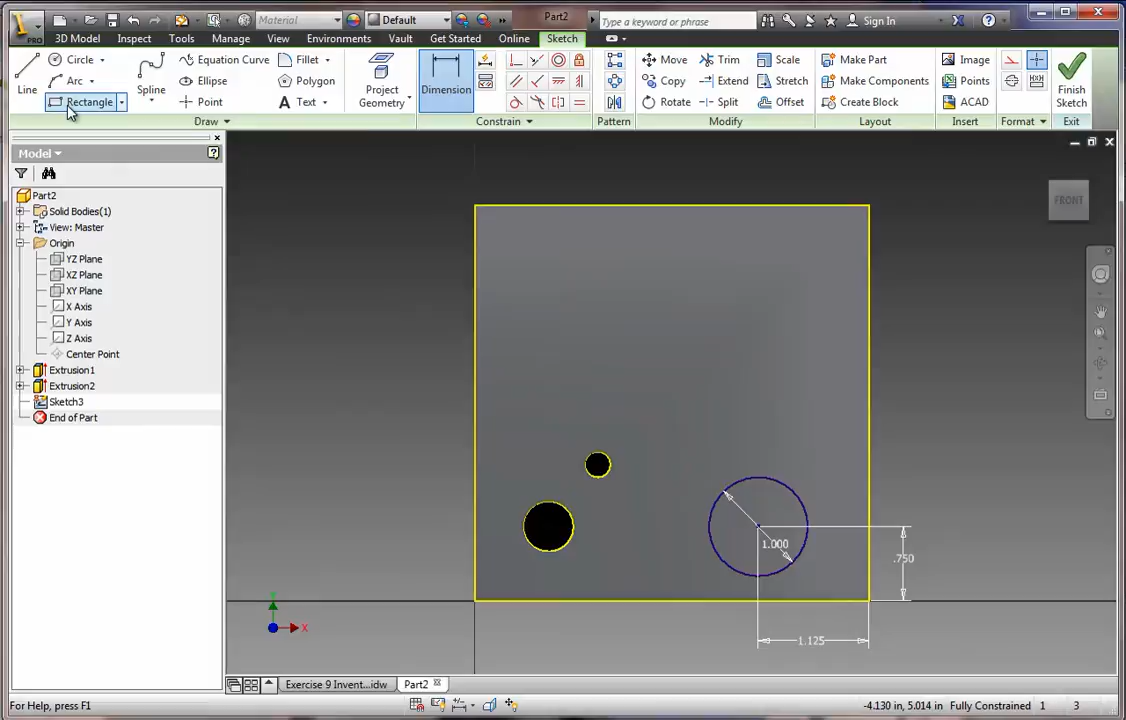 Material
Default
Part2
Type a keyword or phrase
Sign In
PRO
3D Model Inspect Tools Manage View Environments Vault Get Started Online Sketch
Line
Circle
Arc
Rectangle
Spline
Equation Curve
Ellipse
Point
Fillet
Polygon
Text
Project Geometry
Dimension
Move Trim Scale
Copy Extend Stretch
Rotate Split Offset
Make Part
Make Components
Create Block
Image
Points
ACAD
Finish Sketch
Draw Constrain Pattern Modify Layout Insert Format Exit
Model
Part2
Solid Bodies(1)
View: Master
Origin
YZ Plane
XZ Plane
XY Plane
X Axis
Y Axis
Z Axis
Center Point
Extrusion1
Extrusion2
Sketch3
End of Part
FRONT
1.000
.750
1.125
Y
X
Exercise 9 Invent...idw Part2
For Help, press F1
-4.130 in, 5.014 in Fully Constrained 1 3